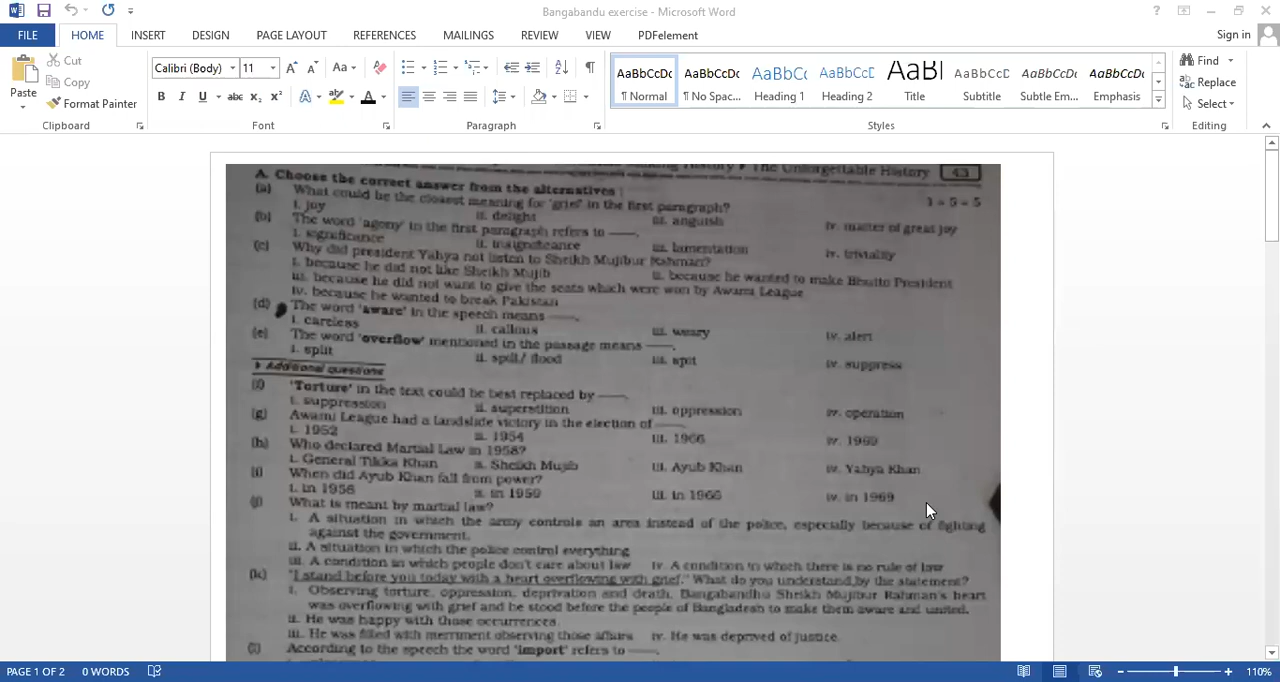 Bangabandu exercise - Microsoft Word
Sign in
FILE HOME INSERT DESIGN PAGE LAYOUT REFERENCES MAILINGS REVIEW VIEW PDFelement
Paste Cut Copy Format Painter
Calibri (Body) 11
AaBbCcDc AaBbCcDc AaBbCc AaBbCcD AaBl AaBbCcD AaBbCcDc AaBbCcDc
¶ Normal ¶ No Spac... Heading 1 Heading 2 Title Subtitle Subtle Em... Emphasis
Find Replace Select
Clipboard Font Paragraph Styles Editing
History ▸ The Unforgettable History 43
A. Choose the correct answer from the alternatives : 1 × 5 = 5
(a) What could be the closest meaning for 'grief' in the first paragraph?
i. joy ii. delight iii. anguish iv. matter of great joy
(b) The word 'agony' in the first paragraph refers to ——.
i. significance ii. insignificance iii. lamentation iv. triviality
(c) Why did president Yahya not listen to Sheikh Mujibur Rahman?
i. because he did not like Sheikh Mujib ii. because he wanted to make Bhutto President
iii. because he did not want to give the seats which were won by Awami League
iv. because he wanted to break Pakistan
(d) The word 'aware' in the speech means ——.
i. careless ii. callous iii. weary iv. alert
(e) The word 'overflow' mentioned in the passage means ——.
i. split ii. spill/ flood iii. spit iv. suppress
▸ Additional questions
(f) 'Torture' in the text could be best replaced by ——.
i. suppression ii. superstition iii. oppression iv. operation
(g) Awami League had a landslide victory in the election of ——.
i. 1952 ii. 1954 iii. 1966 iv. 1969
(h) Who declared Martial Law in 1958?
i. General Tikka Khan ii. Sheikh Mujib iii. Ayub Khan iv. Yahya Khan
(i) When did Ayub Khan fall from power?
i. in 1958 ii. in 1959 iii. in 1966 iv. in 1969
(j) What is meant by martial law?
i. A situation in which the army controls an area instead of the police, especially because of fighting
against the government.
ii. A situation in which the police control everything
iii. A condition in which people don't care about law iv. A condition in which there is no rule of law
(k) "I stand before you today with a heart overflowing with grief." What do you understand by the statement?
i. Observing torture, oppression, deprivation and death, Bangabandhu Sheikh Mujibur Rahman's heart
was overflowing with grief and he stood before the people of Bangladesh to make them aware and united.
ii. He was happy with those occurrences.
iii. He was filled with merriment observing those affairs iv. He was deprived of justice.
(l) According to the speech the word 'import' refers to ——.
PAGE 1 OF 2 0 WORDS 110%